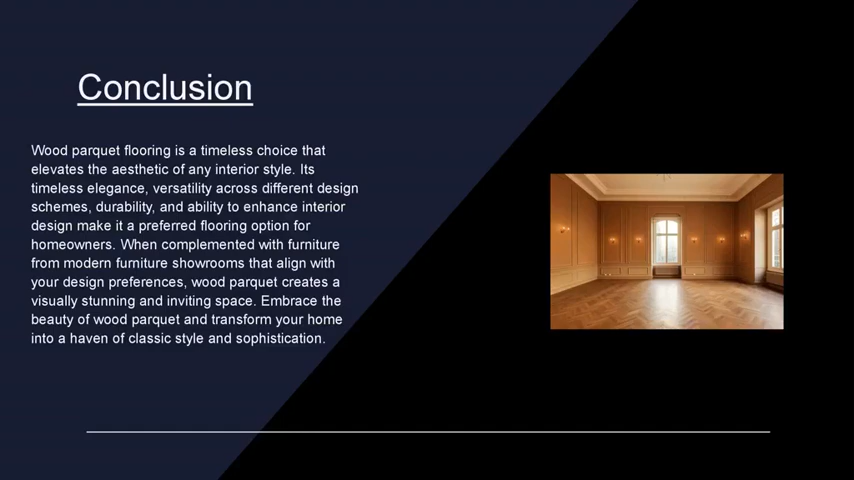 Conclusion
Wood parquet flooring is a timeless choice that
elevates the aesthetic of any interior style. Its
timeless elegance, versatility across different design
schemes, durability, and ability to enhance interior
design make it a preferred flooring option for
homeowners. When complemented with furniture
from modern furniture showrooms that align with
your design preferences, wood parquet creates a
visually stunning and inviting space. Embrace the
beauty of wood parquet and transform your home
into a haven of classic style and sophistication.